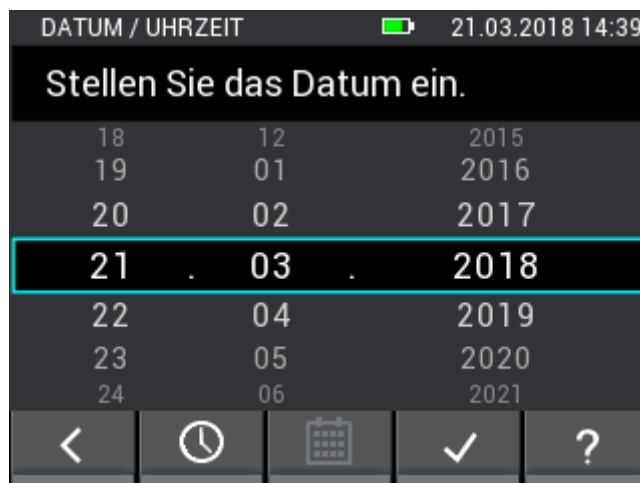 DATUM / UHRZEIT 21.03.2018 14:39
Stellen Sie das Datum ein.
18 12 2015
19 01 2016
20 02 2017
21 . 03 . 2018
22 04 2019
23 05 2020
24 06 2021
?